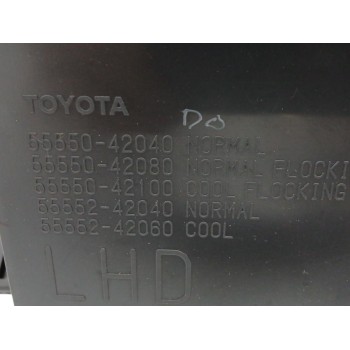 TOYOTA DO
55550-42040 NORMAL
55550-42080 NORMAL FLOCKI
55550-42100 COOL FLOCKING
55552-42040 NORMAL
55552-42060 COOL
LHD